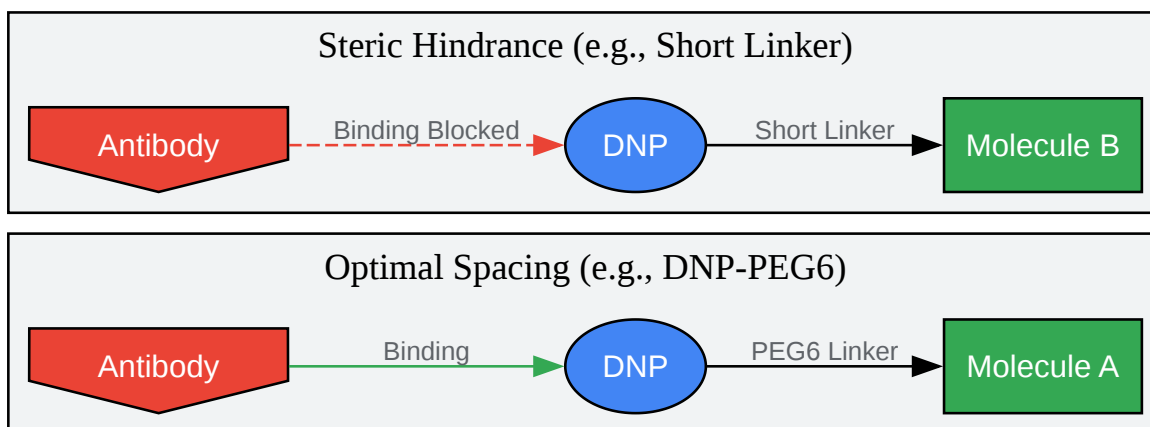 Steric Hindrance (e.g., Short Linker)
Antibody
Binding Blocked
DNP
Short Linker
Molecule B
Optimal Spacing (e.g., DNP-PEG6)
Antibody
Binding
DNP
PEG6 Linker
Molecule A